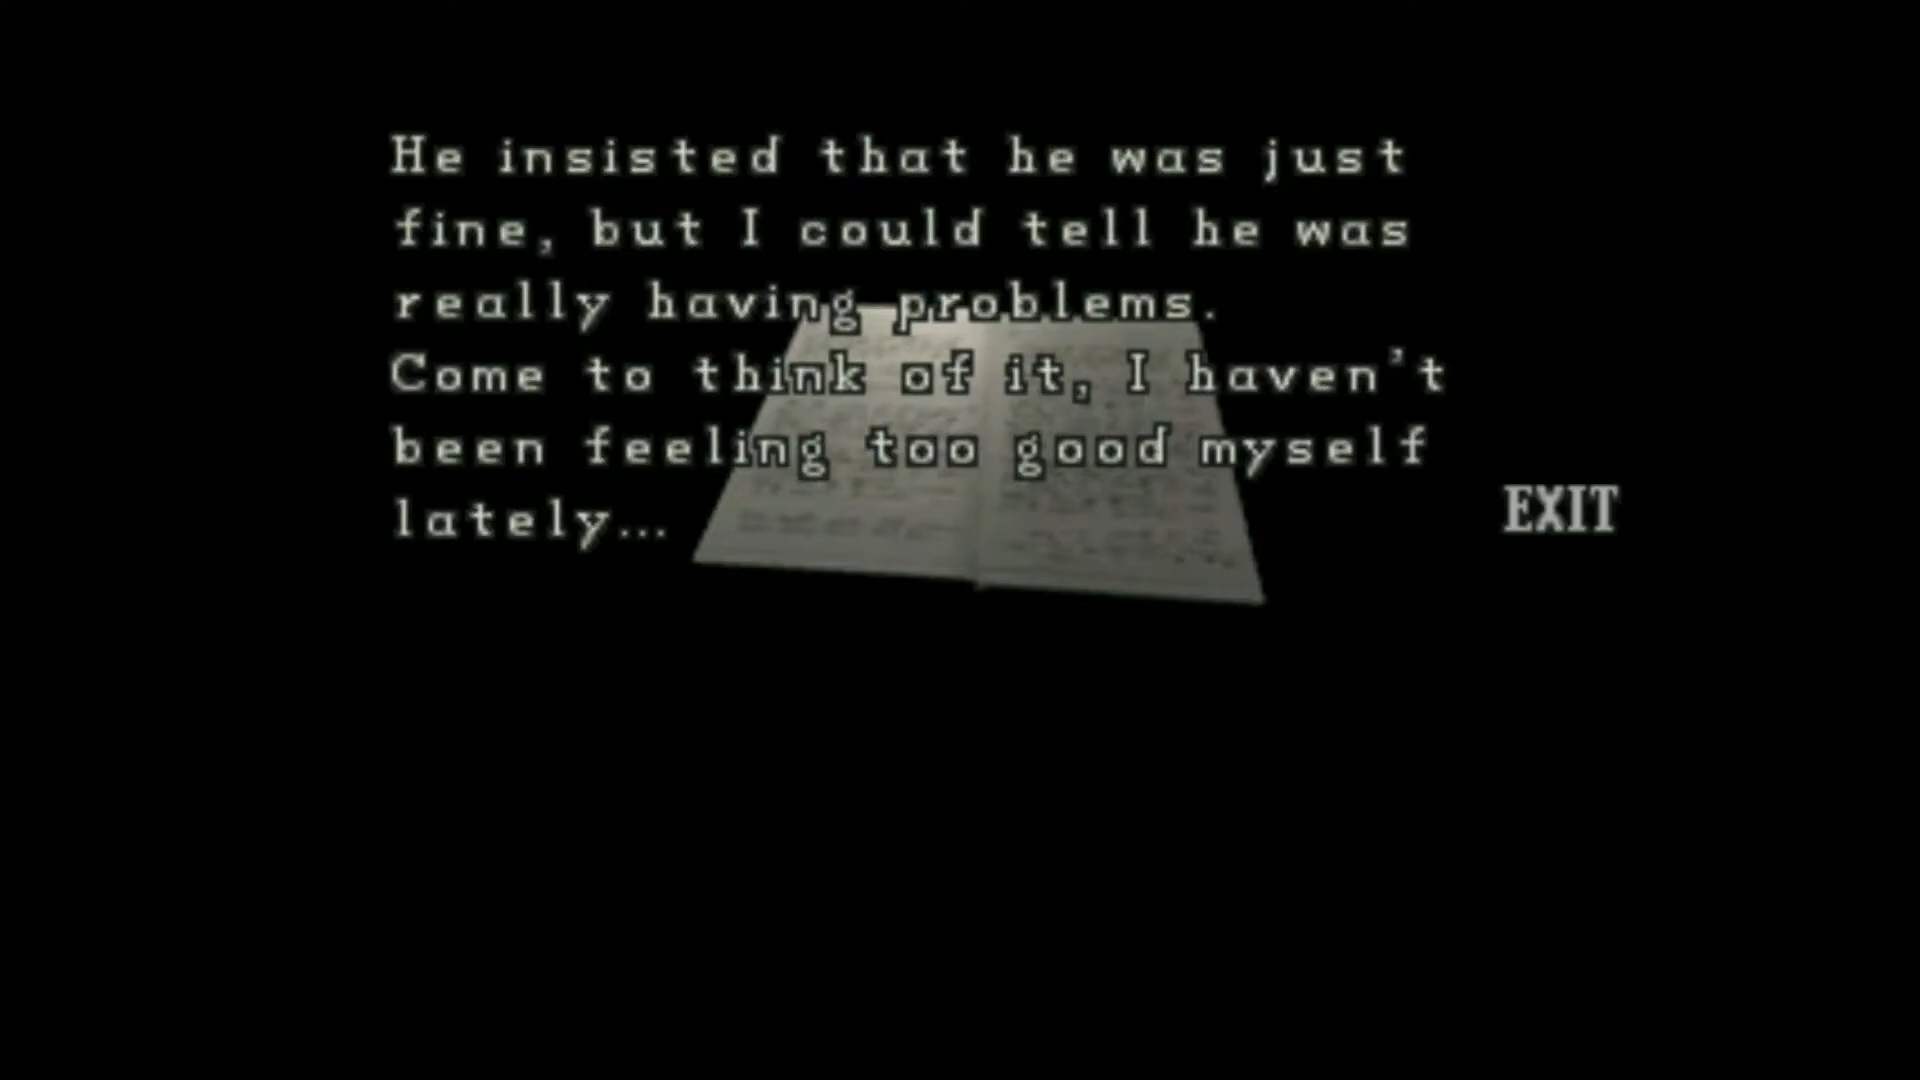 He insisted that he was just
fine, but I could tell he was
really having problems.
Come to think of it, I haven't
been feeling too good myself
lately...
EXIT